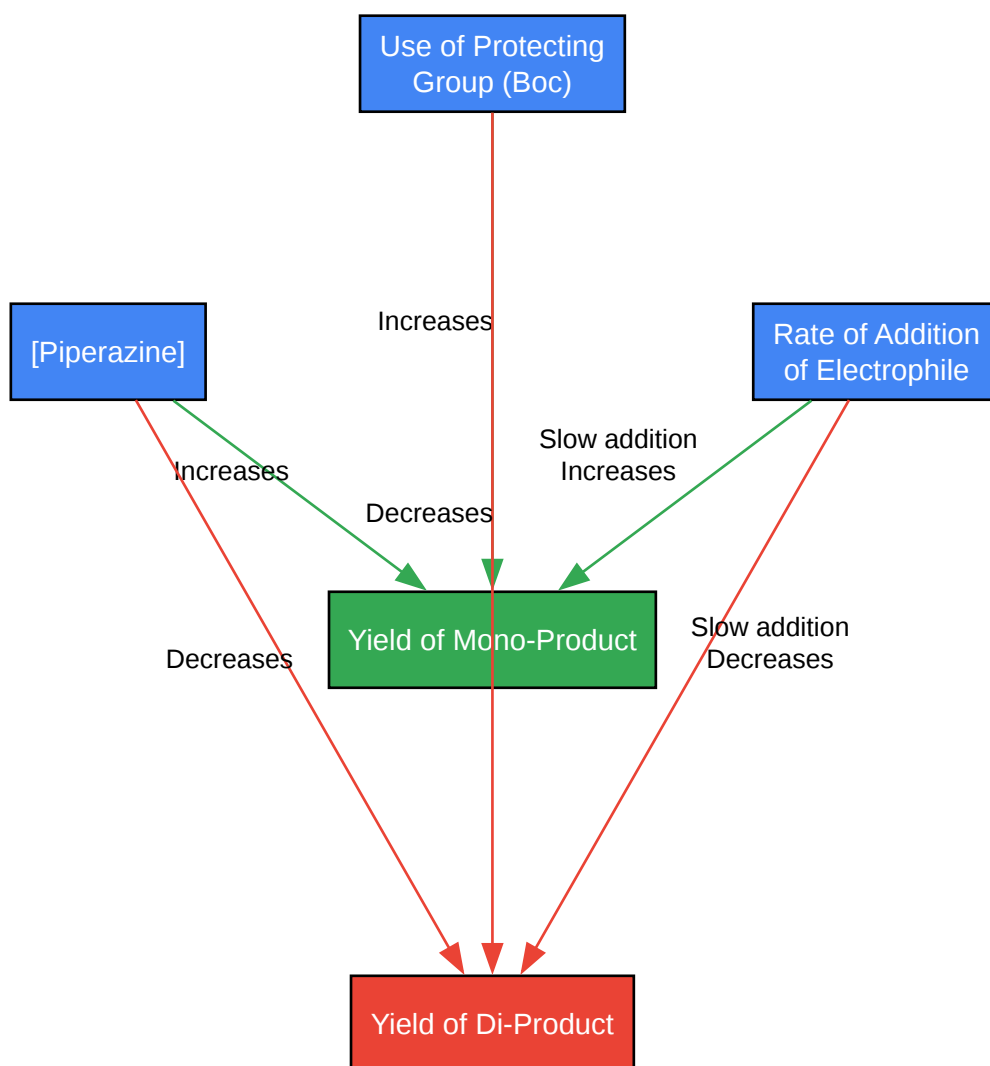 Use of Protecting
Group (Boc)
[Piperazine]
Rate of Addition
of Electrophile
Increases
Increases
Slow addition
Increases
Decreases
Yield of Mono-Product
Decreases
Slow addition
Decreases
Yield of Di-Product